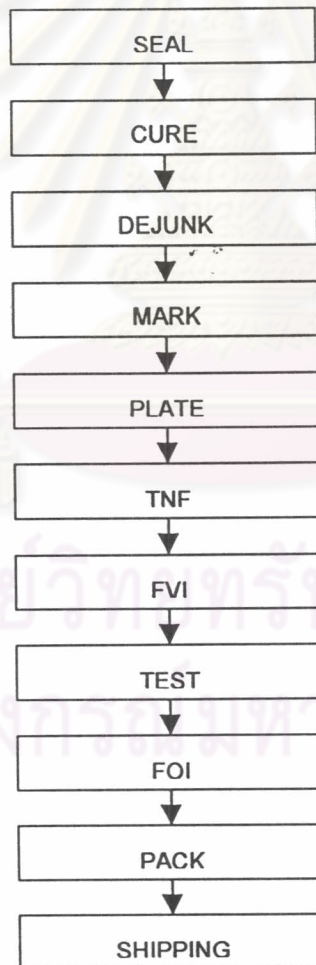 SEAL
CURE
DEJUNK
MARK
PLATE
TNF
FVI
TEST
FOI
PACK
SHIPPING